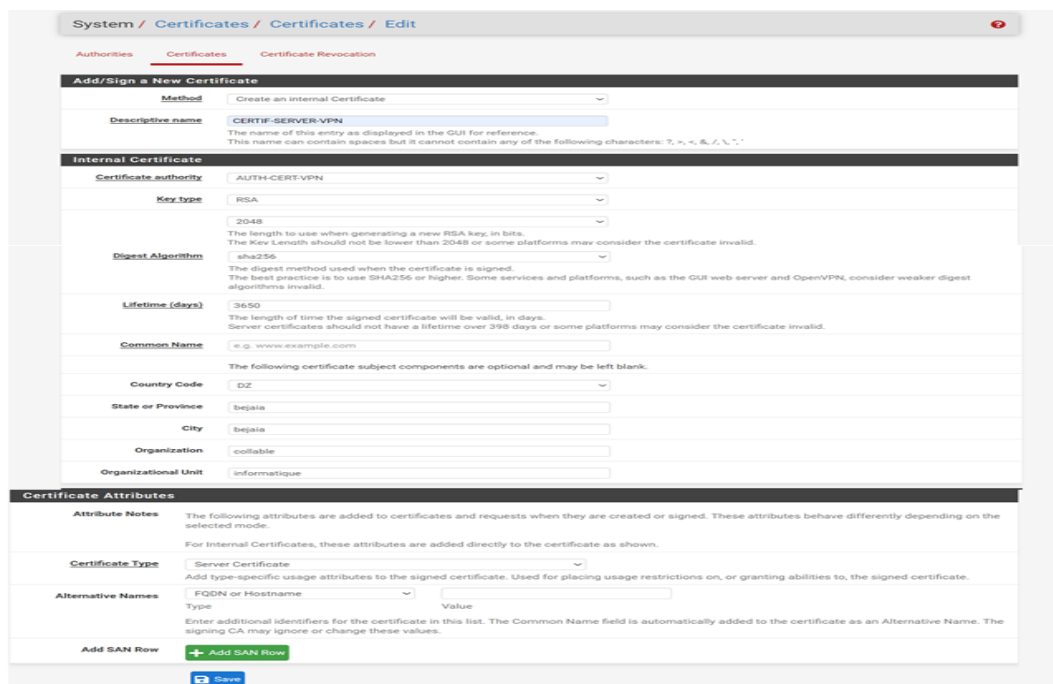 System / Certificates / Certificates / Edit
Authorities Certificates Certificate Revocation
Add/Sign a New Certificate
Method Create an internal Certificate
Descriptive name CERTIF-SERVER-VPN
The name of this entry as displayed in the GUI for reference.
This name can contain spaces but it cannot contain any of the following characters: ?, >, <, &, /, \, ", '
Internal Certificate
Certificate authority AUTH-CERT-VPN
Key type RSA
2048
The length to use when generating a new RSA key, in bits.
The Key Length should not be lower than 2048 or some platforms may consider the certificate invalid.
Digest Algorithm sha256
The digest method used when the certificate is signed.
The best practice is to use SHA256 or higher. Some services and platforms, such as the GUI web server and OpenVPN, consider weaker digest
algorithms invalid.
Lifetime (days) 3650
The length of time the signed certificate will be valid, in days.
Server certificates should not have a lifetime over 398 days or some platforms may consider the certificate invalid.
Common Name e.g. www.example.com
The following certificate subject components are optional and may be left blank.
Country Code DZ
State or Province bejaia
City bejaia
Organization collable
Organizational Unit informatique
Certificate Attributes
Attribute Notes The following attributes are added to certificates and requests when they are created or signed. These attributes behave differently depending on the
selected mode.
For Internal Certificates, these attributes are added directly to the certificate as shown.
Certificate Type Server Certificate
Add type-specific usage attributes to the signed certificate. Used for placing usage restrictions on, or granting abilities to, the signed certificate.
Alternative Names FQDN or Hostname
Type Value
Enter additional identifiers for the certificate in this list. The Common Name field is automatically added to the certificate as an Alternative Name. The
signing CA may ignore or change these values.
Add SAN Row Add SAN Row
Save